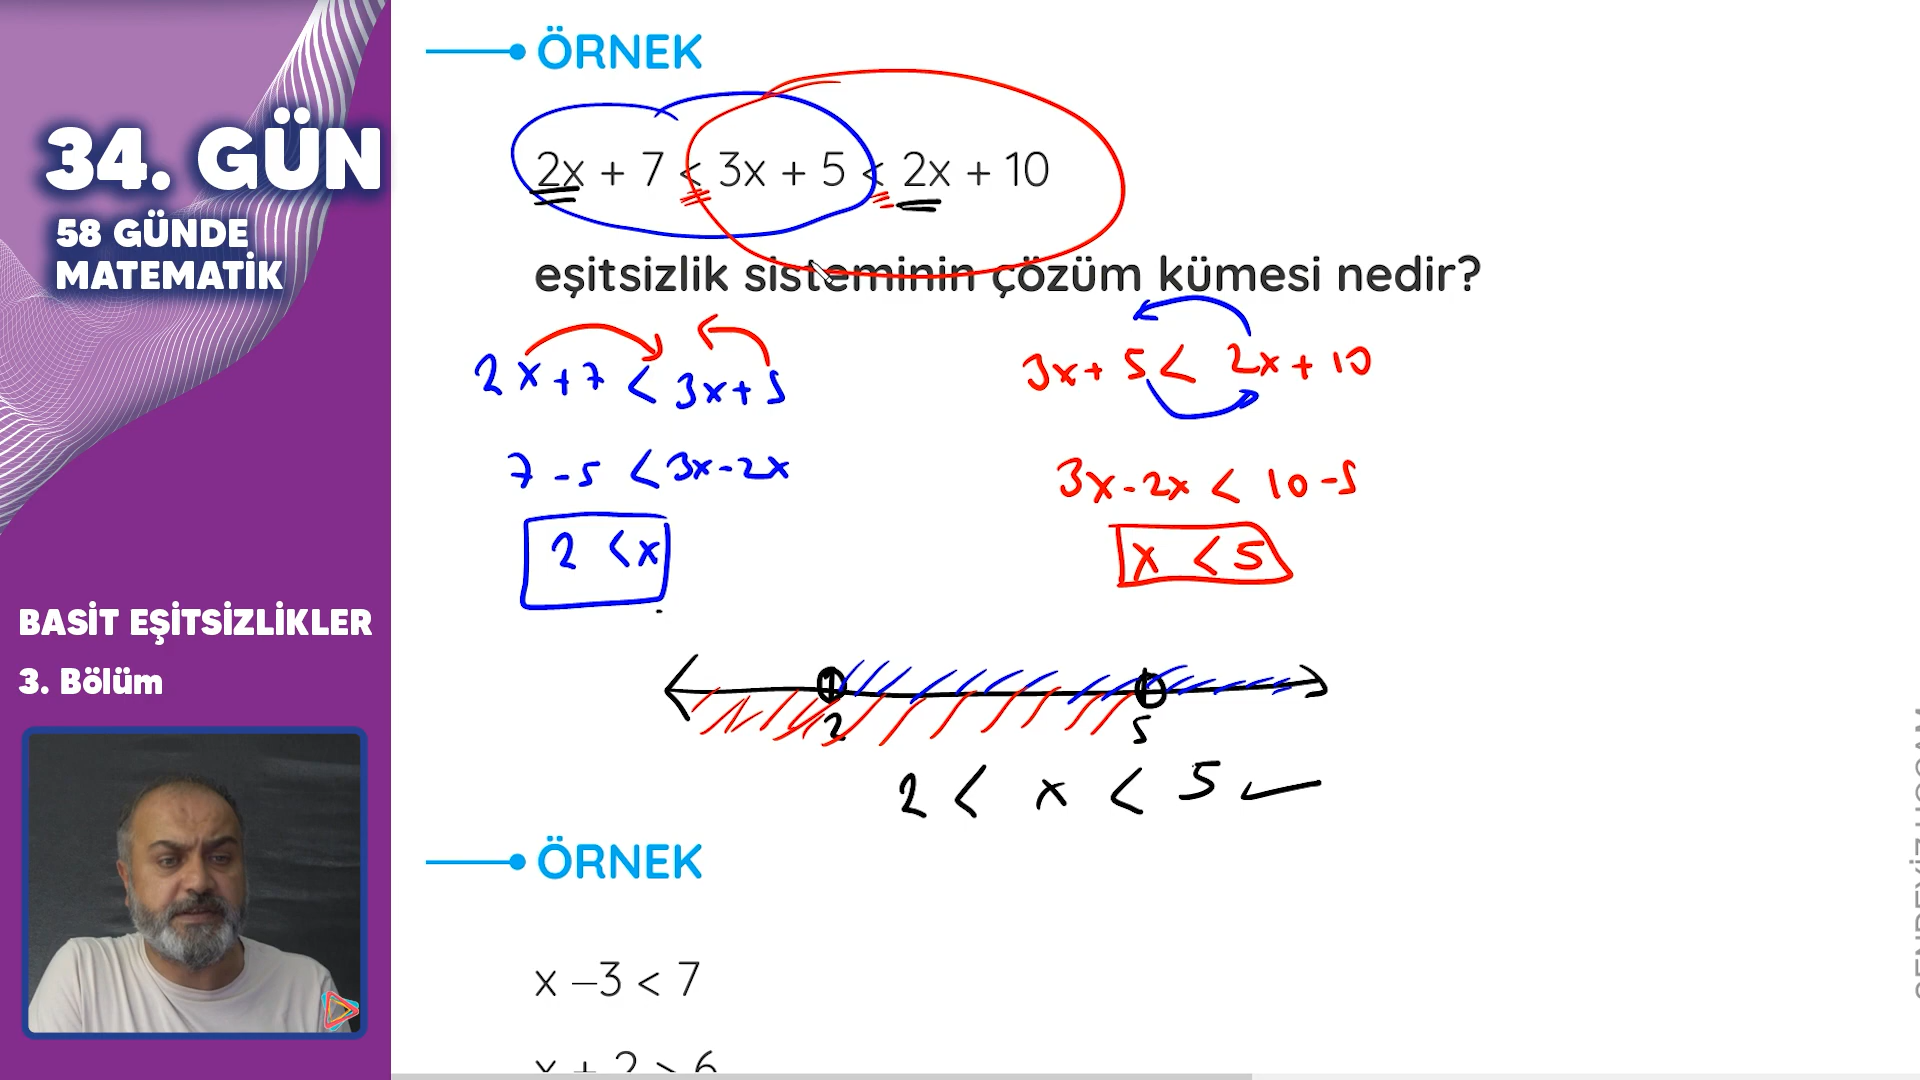 34. GÜN
58 GÜNDE
MATEMATİK
BASİT EŞİTSİZLİKLER
3. Bölüm
ÖRNEK
2x + 7 < 3x + 5 < 2x + 10
eşitsizlik sisteminin çözüm kümesi nedir?
2x+7 < 3x+5
7-5 < 3x-2x
2 < x
3x+5 < 2x+10
3x-2x < 10-5
x < 5
2 5
2 < x < 5
ÖRNEK
x –3 < 7
x + 2 > 6